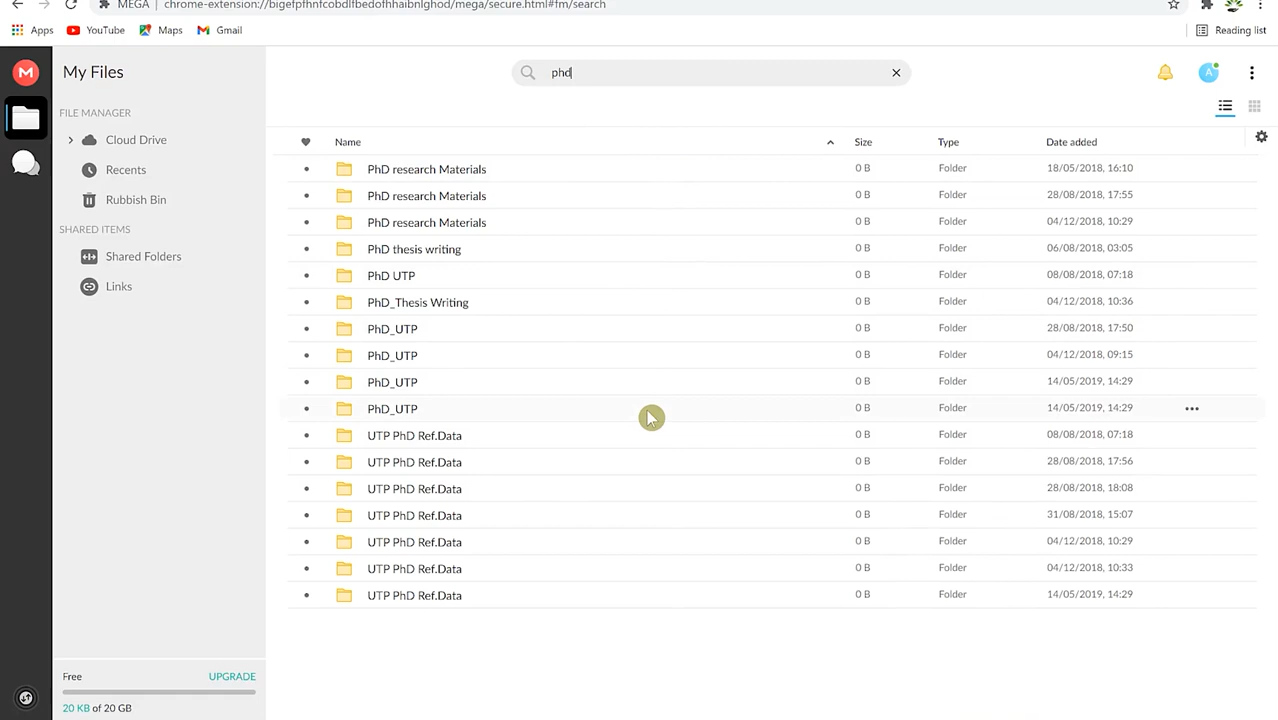 MEGA | chrome-extension://bigefpfhnfcobdlfbedofhhaibnlghod/mega/secure.html#fm/search
Apps YouTube Maps Gmail Reading list
M My Files phd A
FILE MANAGER
Cloud Drive
Recents
Rubbish Bin
SHARED ITEMS
Shared Folders
Links
Name Size Type Date added
PhD research Materials 0 B Folder 18/05/2018, 16:10
PhD research Materials 0 B Folder 28/08/2018, 17:55
PhD research Materials 0 B Folder 04/12/2018, 10:29
PhD thesis writing 0 B Folder 06/08/2018, 03:05
PhD UTP 0 B Folder 08/08/2018, 07:18
PhD_Thesis Writing 0 B Folder 04/12/2018, 10:36
PhD_UTP 0 B Folder 28/08/2018, 17:50
PhD_UTP 0 B Folder 04/12/2018, 09:15
PhD_UTP 0 B Folder 14/05/2019, 14:29
PhD_UTP 0 B Folder 14/05/2019, 14:29
UTP PhD Ref.Data 0 B Folder 08/08/2018, 07:18
UTP PhD Ref.Data 0 B Folder 28/08/2018, 17:56
UTP PhD Ref.Data 0 B Folder 28/08/2018, 18:08
UTP PhD Ref.Data 0 B Folder 31/08/2018, 15:07
UTP PhD Ref.Data 0 B Folder 04/12/2018, 10:29
UTP PhD Ref.Data 0 B Folder 04/12/2018, 10:33
UTP PhD Ref.Data 0 B Folder 14/05/2019, 14:29
Free UPGRADE
20 KB of 20 GB